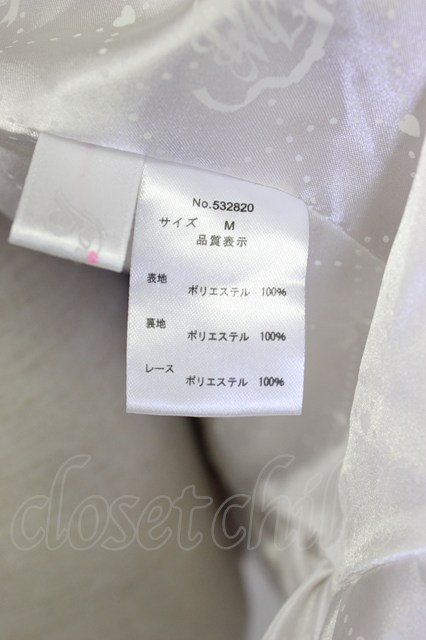 No.532820
サイズ M
品質表示
表地
ポリエステル 100%
裏地
ポリエステル 100%
レース
ポリエステル 100%
closet chil